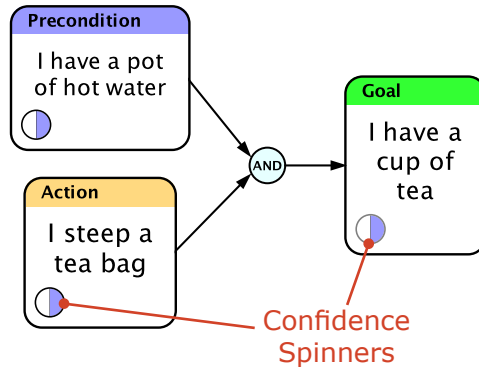 Precondition
I have a pot
of hot water
Action
I steep a
tea bag
AND
Goal
I have a
cup of
tea
Confidence
Spinners